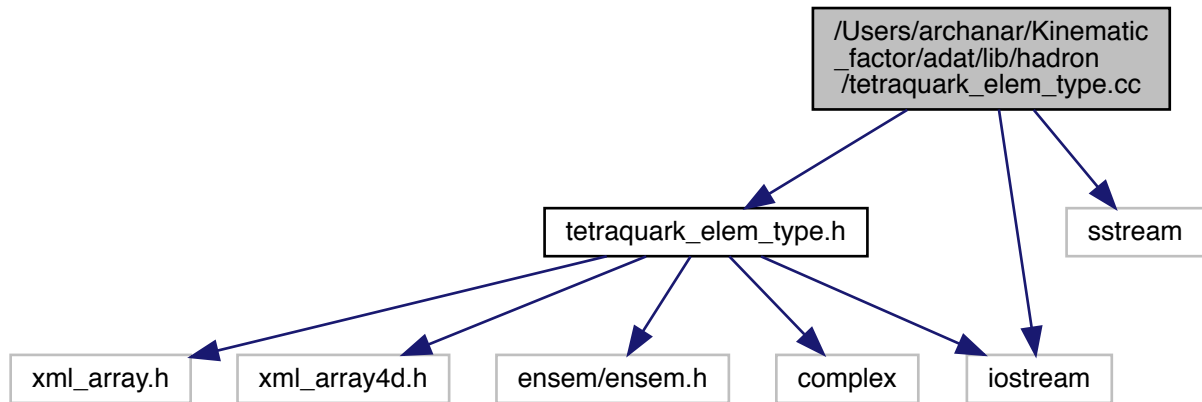 /Users/archanar/Kinematic
_factor/adat/lib/hadron
/tetraquark_elem_type.cc
tetraquark_elem_type.h
sstream
xml_array.h
xml_array4d.h
ensem/ensem.h
complex
iostream